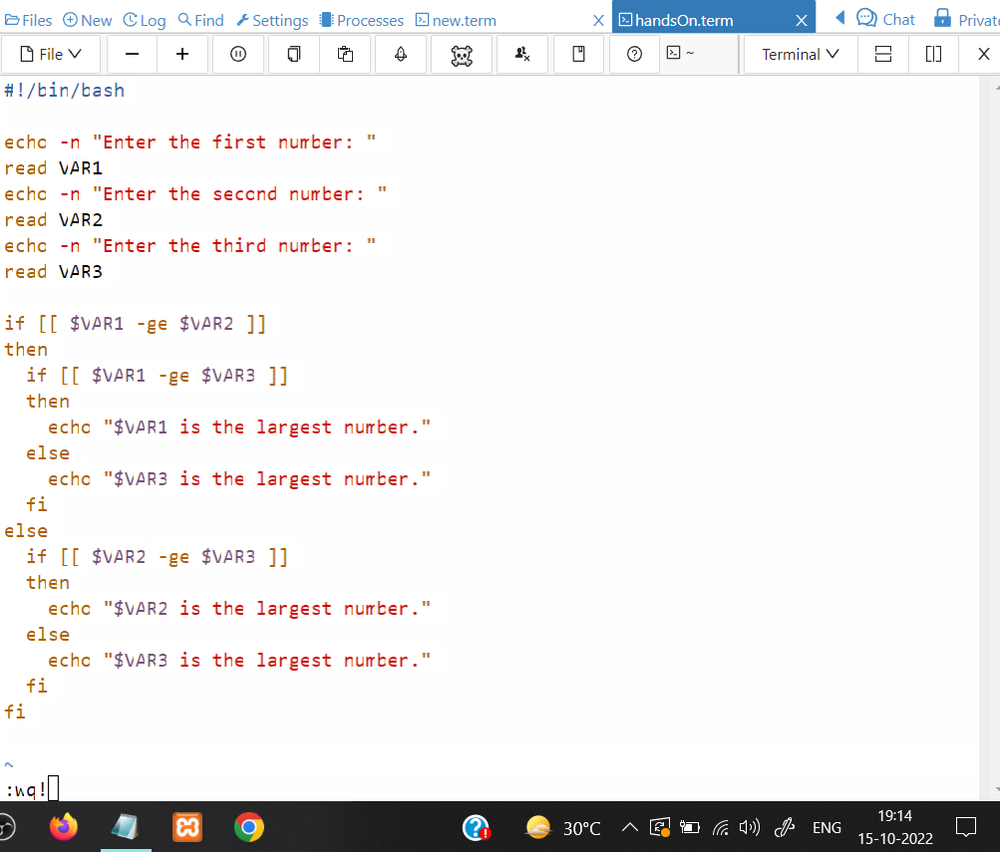 Files New Log Find Settings Processes new.term X handsOn.term X Chat Private
File − + Terminal X
~
#!/bin/bash
echo -n "Enter the first number: "
read VAR1
echo -n "Enter the second number: "
read VAR2
echo -n "Enter the third number: "
read VAR3
if [[ $VAR1 -ge $VAR2 ]]
then
  if [[ $VAR1 -ge $VAR3 ]]
  then
    echo "$VAR1 is the largest number."
  else
    echo "$VAR3 is the largest number."
  fi
else
  if [[ $VAR2 -ge $VAR3 ]]
  then
    echo "$VAR2 is the largest number."
  else
    echo "$VAR3 is the largest number."
  fi
fi
~
:wq!
30°C ENG 19:14
15-10-2022